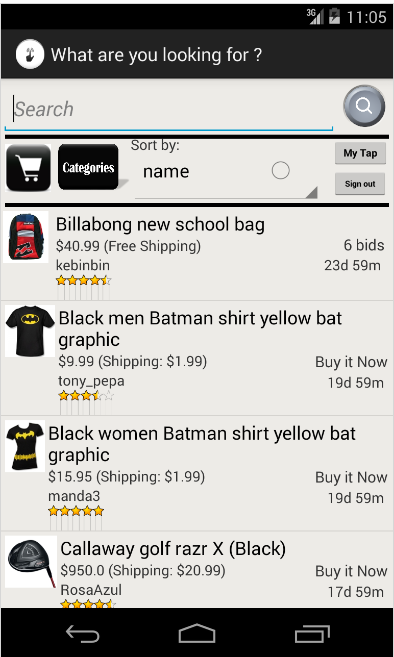 3G 11:05
What are you looking for ?
Search
Categories
Sort by:
name
My Tap
Sign out
Billabong new school bag
$40.99 (Free Shipping)
6 bids
kebinbin
23d 59m
Black men Batman shirt yellow bat
graphic
$9.99 (Shipping: $1.99)
Buy it Now
tony_pepa
19d 59m
Black women Batman shirt yellow bat
graphic
$15.95 (Shipping: $1.99)
Buy it Now
manda3
19d 59m
Callaway golf razr X (Black)
$950.0 (Shipping: $20.99)
Buy it Now
RosaAzul
17d 59m